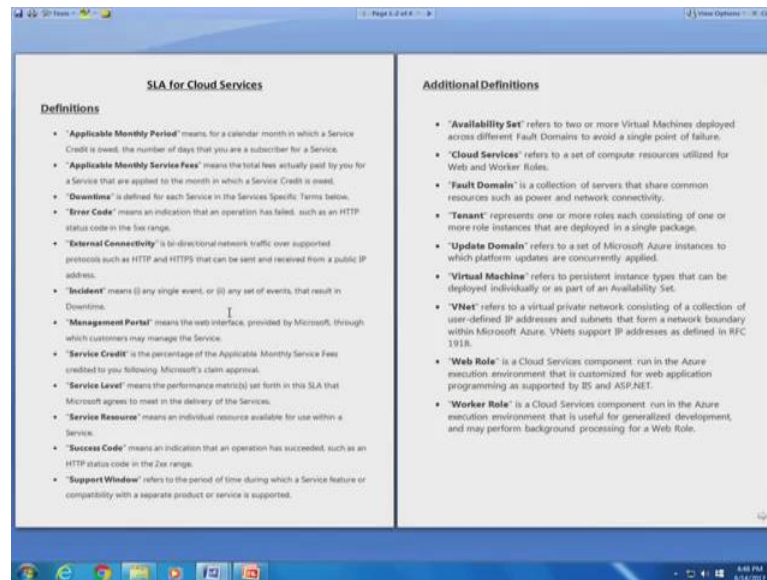 Tools
Page 1-2 of 4
View Options
SLA for Cloud Services
Definitions
• "Applicable Monthly Period" means, for a calendar month in which a Service
Credit is owed, the number of days that you are a subscriber for a Service.
• "Applicable Monthly Service Fees" means the total fees actually paid by you for
a Service that are applied to the month in which a Service Credit is owed.
• "Downtime" is defined for each Service in the Services Specific Terms below.
• "Error Code" means an indication that an operation has failed, such as an HTTP
status code in the 5xx range.
• "External Connectivity" is bi-directional network traffic over supported
protocols such as HTTP and HTTPS that can be sent and received from a public IP
address.
• "Incident" means (i) any single event, or (ii) any set of events, that result in
Downtime.
• "Management Portal" means the web interface, provided by Microsoft, through
which customers may manage the Service.
• "Service Credit" is the percentage of the Applicable Monthly Service Fees
credited to you following Microsoft's claim approval.
• "Service Level" means the performance metric(s) set forth in this SLA that
Microsoft agrees to meet in the delivery of the Services.
• "Service Resource" means an individual resource available for use within a
Service.
• "Success Code" means an indication that an operation has succeeded, such as an
HTTP status code in the 2xx range.
• "Support Window" refers to the period of time during which a Service feature or
compatibility with a separate product or service is supported.
Additional Definitions
• "Availability Set" refers to two or more Virtual Machines deployed
across different Fault Domains to avoid a single point of failure.
• "Cloud Services" refers to a set of compute resources utilized for
Web and Worker Roles.
• "Fault Domain" is a collection of servers that share common
resources such as power and network connectivity.
• "Tenant" represents one or more roles each consisting of one or
more role instances that are deployed in a single package.
• "Update Domain" refers to a set of Microsoft Azure instances to
which platform updates are concurrently applied.
• "Virtual Machine" refers to persistent instance types that can be
deployed individually or as part of an Availability Set.
• "VNet" refers to a virtual private network consisting of a collection of
user-defined IP addresses and subnets that form a network boundary
within Microsoft Azure. VNets support IP addresses as defined in RFC
1918.
• "Web Role" is a Cloud Services component run in the Azure
execution environment that is customized for web application
programming as supported by IIS and ASP.NET.
• "Worker Role" is a Cloud Services component run in the Azure
execution environment that is useful for generalized development,
and may perform background processing for a Web Role.
4:48 PM